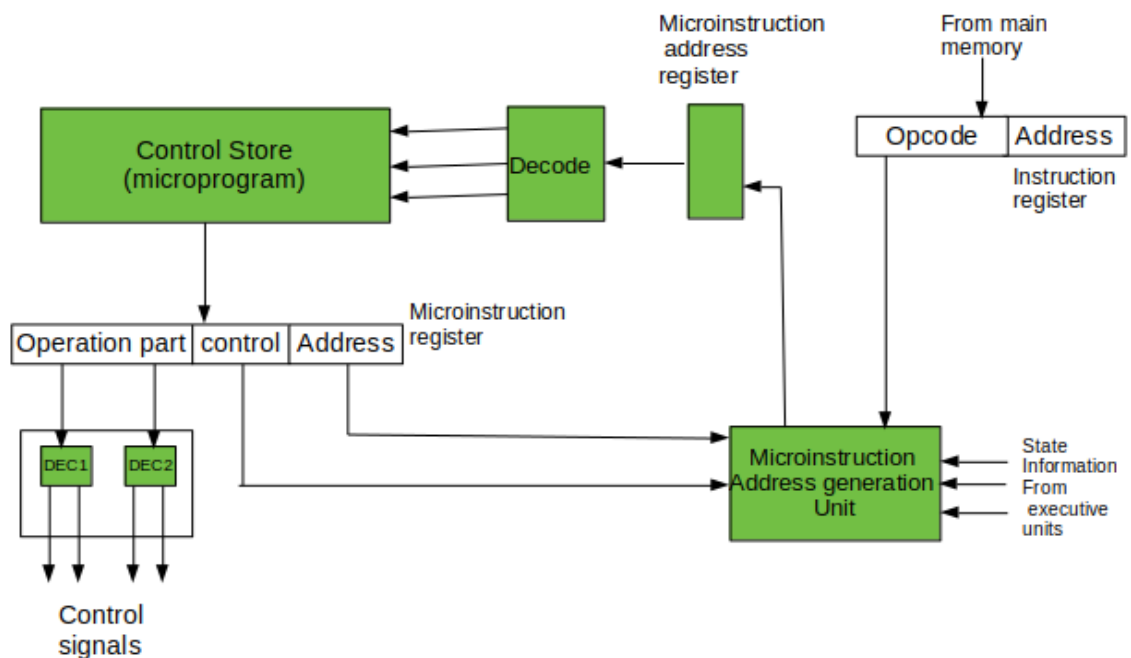 Microinstruction
address
register
From main
memory
Control Store
(microprogram)
Decode
Opcode
Address
Instruction
register
Microinstruction
register
Operation part
control
Address
DEC1
DEC2
Microinstruction
Address generation
Unit
State
Information
From
executive
units
Control
signals